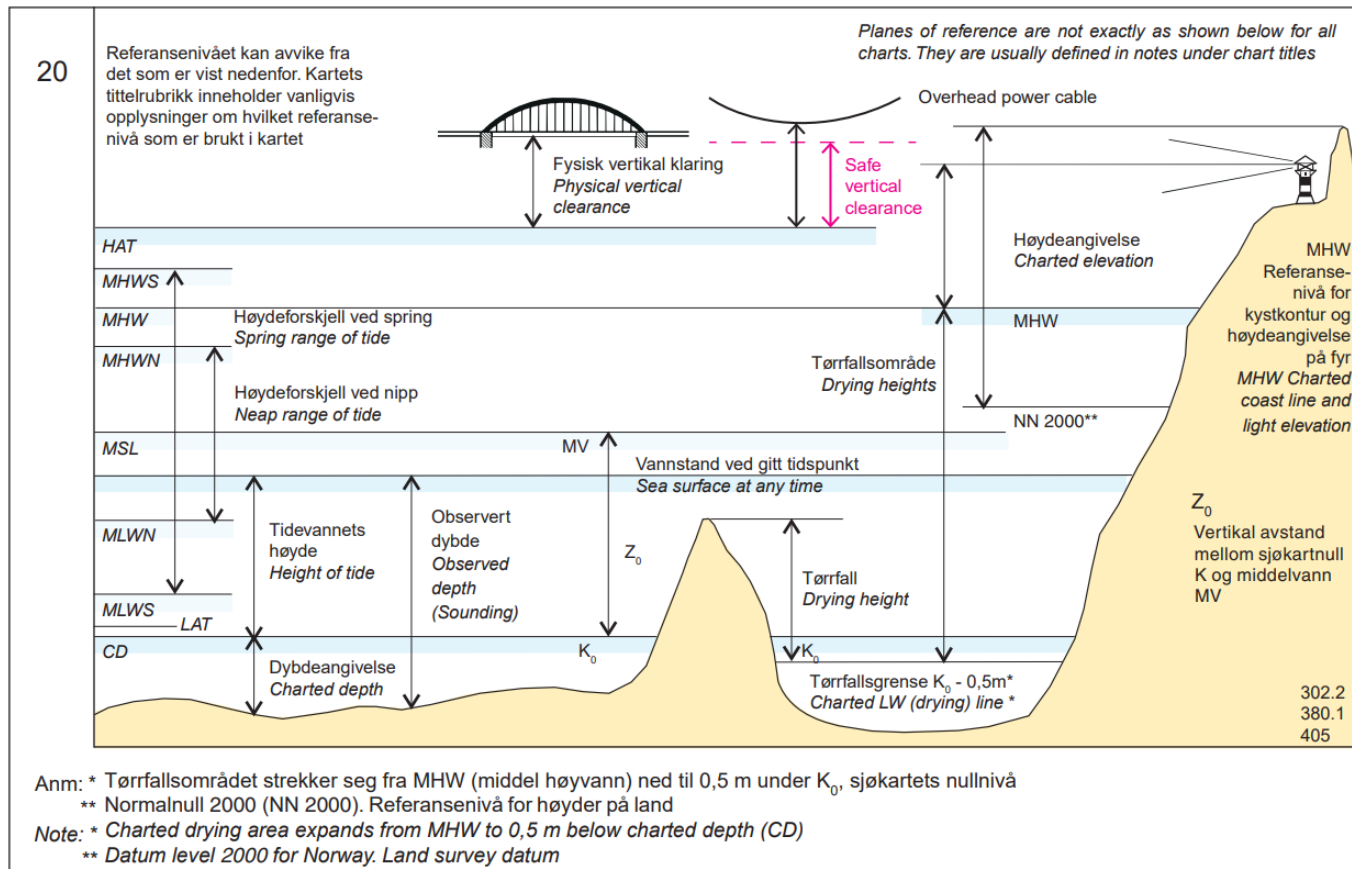 20
Referansenivået kan avvike fra
det som er vist nedenfor. Kartets
tittelrubrikk inneholder vanligvis
opplysninger om hvilket referanse-
nivå som er brukt i kartet
Planes of reference are not exactly as shown below for all
charts. They are usually defined in notes under chart titles
Overhead power cable
Fysisk vertikal klaring
Physical vertical
clearance
Safe
vertical
clearance
HAT
MHWS
MHW
MHWN
MSL
MLWN
MLWS
LAT
CD
Høydeforskjell ved spring
Spring range of tide
Høydeforskjell ved nipp
Neap range of tide
Tidevannets
høyde
Height of tide
Dybdeangivelse
Charted depth
Observert
dybde
Observed
depth
(Sounding)
MV
Vannstand ved gitt tidspunkt
Sea surface at any time
Z₀
K₀
Tørrfall
Drying height
K₀
Tørrfallsgrense K₀ - 0,5m*
Charted LW (drying) line *
Høydeangivelse
Charted elevation
MHW
Tørrfallsområde
Drying heights
NN 2000**
MHW
Referanse-
nivå for
kystkontur og
høydeangivelse
på fyr
MHW Charted
coast line and
light elevation
Z₀
Vertikal avstand
mellom sjøkartnull
K og middelvann
MV
302.2
380.1
405
Anm: * Tørrfallsområdet strekker seg fra MHW (middel høyvann) ned til 0,5 m under K₀, sjøkartets nullnivå
** Normalnull 2000 (NN 2000). Referansenivå for høyder på land
Note: * Charted drying area expands from MHW to 0,5 m below charted depth (CD)
** Datum level 2000 for Norway. Land survey datum